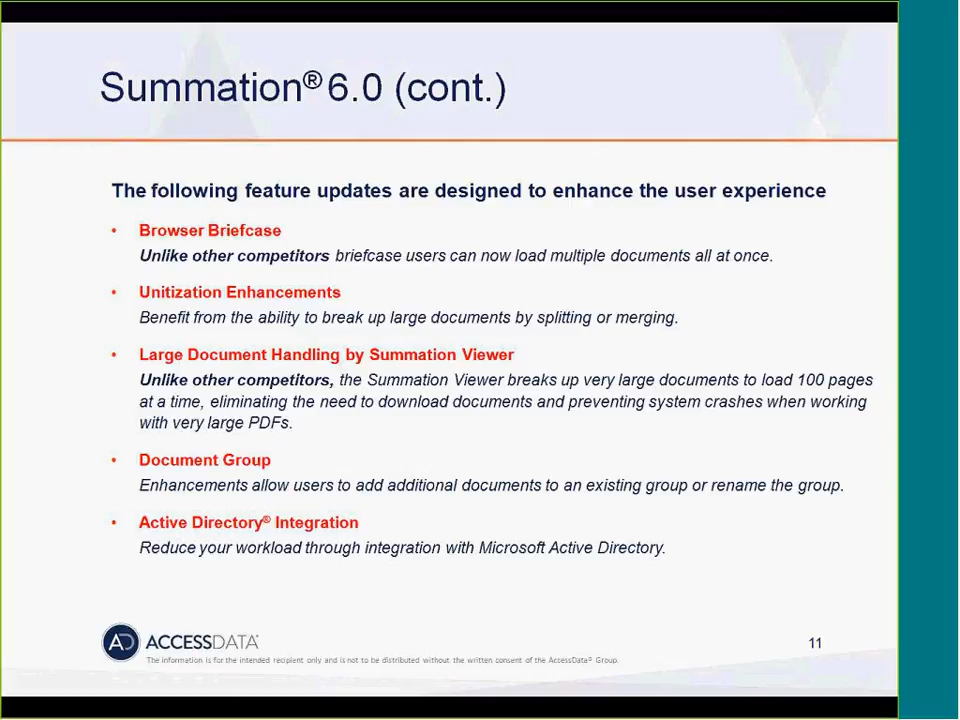 Summation® 6.0 (cont.)
The following feature updates are designed to enhance the user experience
• Browser Briefcase
Unlike other competitors briefcase users can now load multiple documents all at once.
• Unitization Enhancements
Benefit from the ability to break up large documents by splitting or merging.
• Large Document Handling by Summation Viewer
Unlike other competitors, the Summation Viewer breaks up very large documents to load 100 pages
at a time, eliminating the need to download documents and preventing system crashes when working
with very large PDFs.
• Document Group
Enhancements allow users to add additional documents to an existing group or rename the group.
• Active Directory® Integration
Reduce your workload through integration with Microsoft Active Directory.
AD ACCESSDATA
11
The information is for the intended recipient only and is not to be distributed without the written consent of the AccessData® Group.